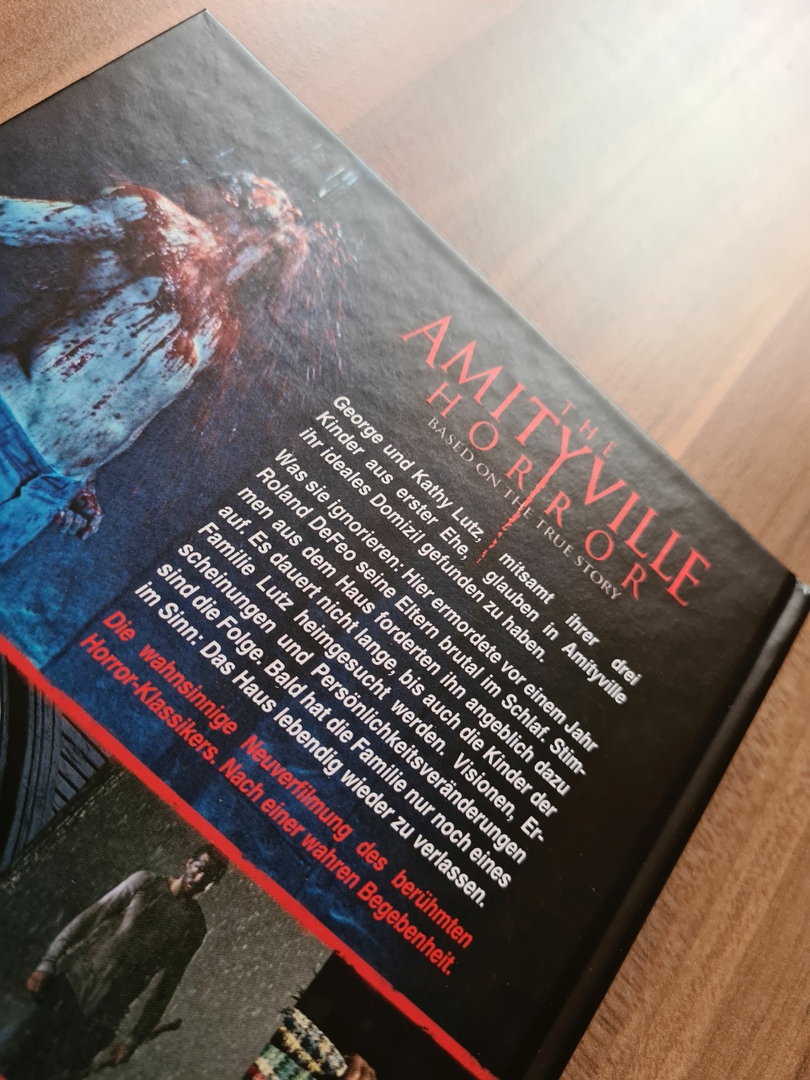 THE
AMITYVILLE
HORROR
BASED ON THE TRUE STORY
George und Kathy Lutz, mitsamt ihrer drei
Kinder aus erster Ehe, glauben in Amityville
ihr ideales Domizil gefunden zu haben.
Was sie ignorieren: Hier ermordete vor einem Jahr
Roland DeFeo seine Eltern brutal im Schlaf. Stim-
men aus dem Haus forderten ihn angeblich dazu
auf. Es dauert nicht lange, bis auch die Kinder der
Familie Lutz heimgesucht werden. Visionen, Er-
scheinungen und Persönlichkeitsveränderungen
sind die Folge. Bald hat die Familie nur noch eines
im Sinn: Das Haus lebendig wieder zu verlassen.
Die wahnsinnige Neuverfilmung des berühmten
Horror-Klassikers. Nach einer wahren Begebenheit.